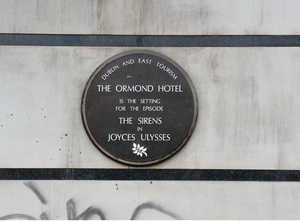 DUBLIN AND EAST TOURISM
THE ORMOND HOTEL
IS THE SETTING
FOR THE EPISODE
THE SIRENS
IN
JOYCES ULYSSES